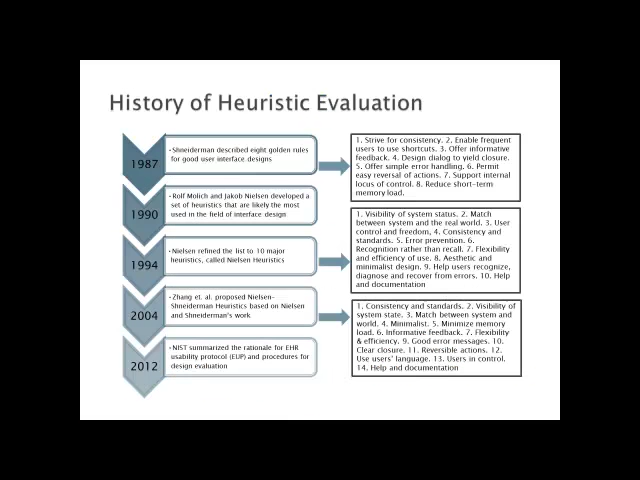 History of Heuristic Evaluation
1987
• Shneiderman described eight golden rules
for good user interface designs
1. Strive for consistency. 2. Enable frequent
users to use shortcuts. 3. Offer informative
feedback. 4. Design dialog to yield closure.
5. Offer simple error handling. 6. Permit
easy reversal of actions. 7. Support internal
locus of control. 8. Reduce short-term
memory load.
1990
• Rolf Molich and Jakob Nielsen developed a
set of heuristics that are likely the most
used in the field of interface design
1994
• Nielsen refined the list to 10 major
heuristics, called Nielsen Heuristics
1. Visibility of system status. 2. Match
between system and the real world. 3. User
control and freedom, 4. Consistency and
standards. 5. Error prevention. 6.
Recognition rather than recall. 7. Flexibility
and efficiency of use. 8. Aesthetic and
minimalist design. 9. Help users recognize,
diagnose and recover from errors. 10. Help
and documentation
2004
• Zhang et. al. proposed Nielsen-
Shneiderman Heuristics based on Nielsen
and Shneiderman's work
1. Consistency and standards. 2. Visibility of
system state. 3. Match between system and
world. 4. Minimalist. 5. Minimize memory
load. 6. Informative feedback. 7. Flexibility
& efficiency. 9. Good error messages. 10.
Clear closure. 11. Reversible actions. 12.
Use users' language. 13. Users in control.
14. Help and documentation
2012
• NIST summarized the rationale for EHR
usability protocol (EUP) and procedures for
design evaluation